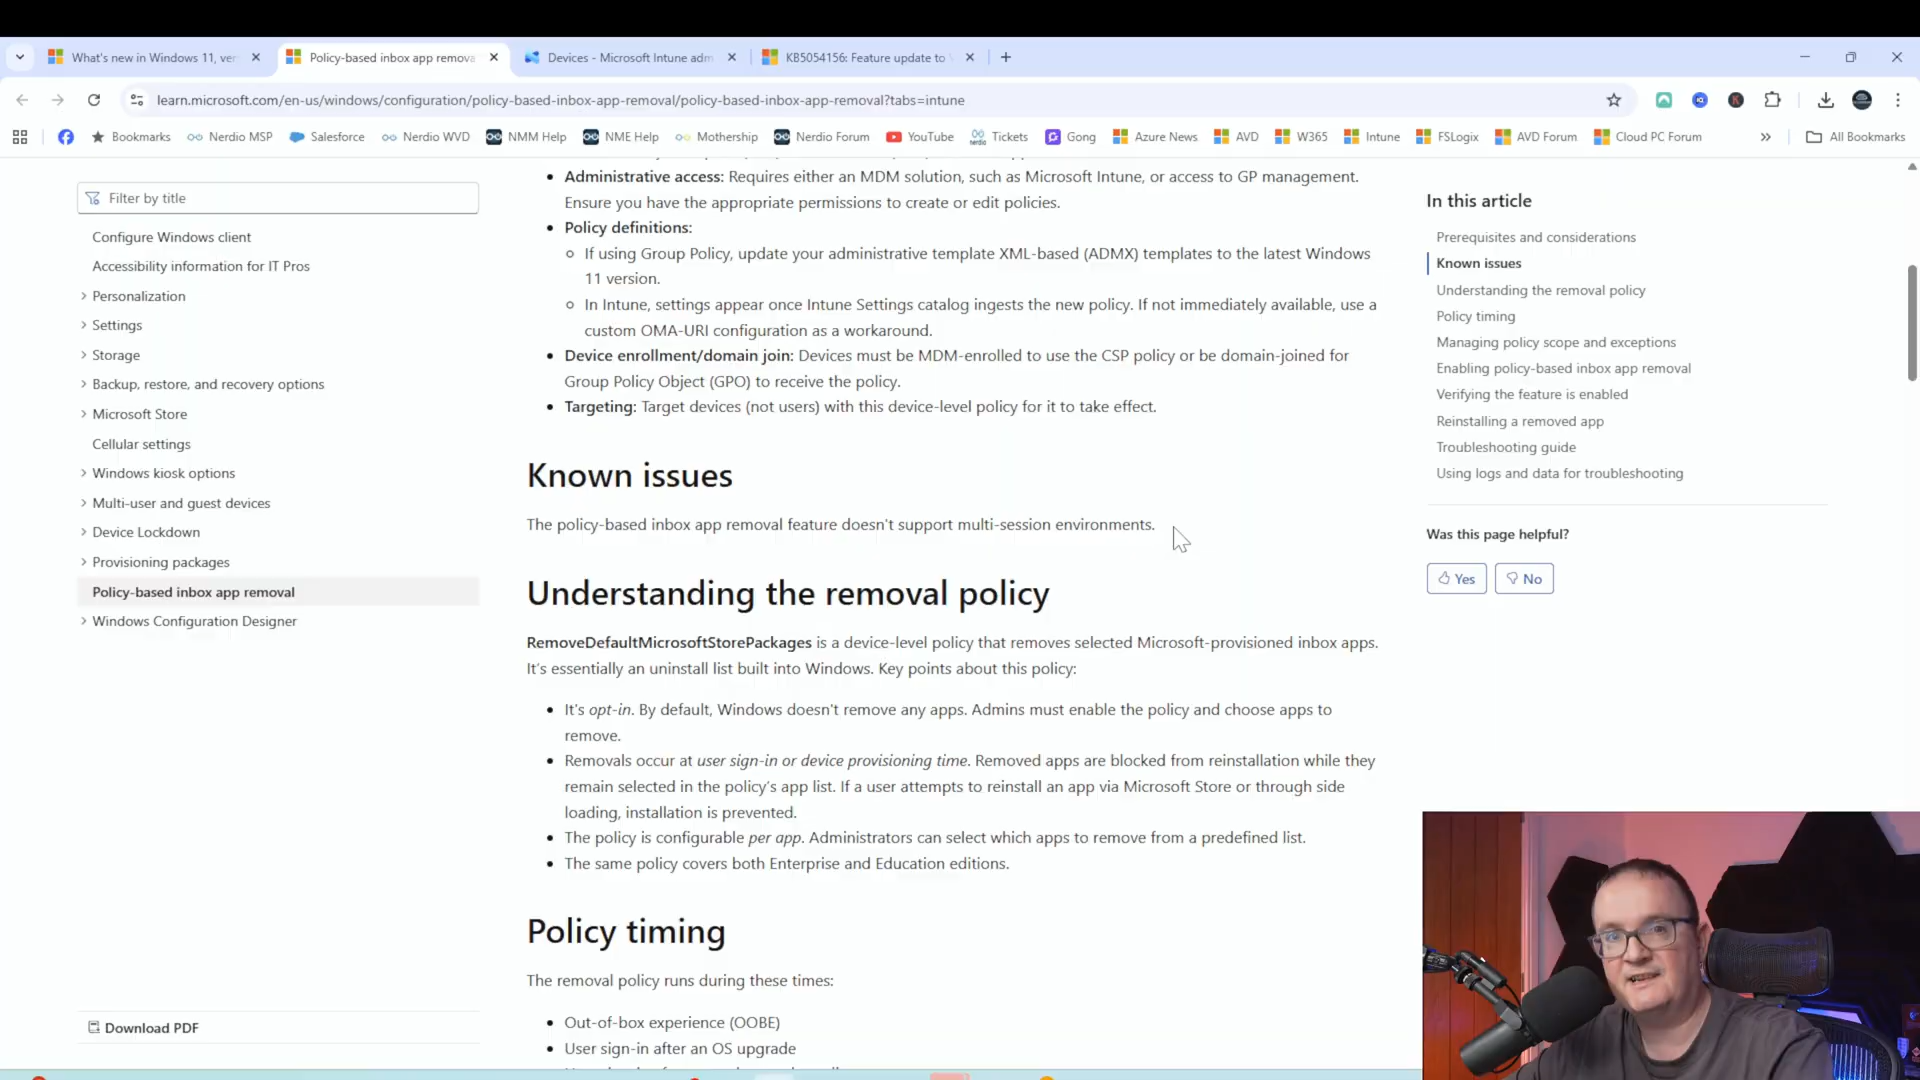 What's new in Windows 11, ver
Policy-based inbox app remova
Devices - Microsoft Intune adm
KB5054156: Feature update to
learn.microsoft.com/en-us/windows/configuration/policy-based-inbox-app-removal/policy-based-inbox-app-removal?tabs=intune
Bookmarks
Nerdio MSP
Salesforce
Nerdio WVD
NMM Help
NME Help
Mothership
Nerdio Forum
YouTube
Tickets
Gong
Azure News
AVD
W365
Intune
FSLogix
AVD Forum
Cloud PC Forum
All Bookmarks
Filter by title
Configure Windows client
Accessibility information for IT Pros
Personalization
Settings
Storage
Backup, restore, and recovery options
Microsoft Store
Cellular settings
Windows kiosk options
Multi-user and guest devices
Device Lockdown
Provisioning packages
Policy-based inbox app removal
Windows Configuration Designer
Download PDF
Administrative access: Requires either an MDM solution, such as Microsoft Intune, or access to GP management.
Ensure you have the appropriate permissions to create or edit policies.
Policy definitions:
If using Group Policy, update your administrative template XML-based (ADMX) templates to the latest Windows
11 version.
In Intune, settings appear once Intune Settings catalog ingests the new policy. If not immediately available, use a
custom OMA-URI configuration as a workaround.
Device enrollment/domain join: Devices must be MDM-enrolled to use the CSP policy or be domain-joined for
Group Policy Object (GPO) to receive the policy.
Targeting: Target devices (not users) with this device-level policy for it to take effect.
Known issues
The policy-based inbox app removal feature doesn't support multi-session environments.
Understanding the removal policy
RemoveDefaultMicrosoftStorePackages is a device-level policy that removes selected Microsoft-provisioned inbox apps.
It's essentially an uninstall list built into Windows. Key points about this policy:
It's opt-in. By default, Windows doesn't remove any apps. Admins must enable the policy and choose apps to
remove.
Removals occur at user sign-in or device provisioning time. Removed apps are blocked from reinstallation while they
remain selected in the policy's app list. If a user attempts to reinstall an app via Microsoft Store or through side
loading, installation is prevented.
The policy is configurable per app. Administrators can select which apps to remove from a predefined list.
The same policy covers both Enterprise and Education editions.
Policy timing
The removal policy runs during these times:
Out-of-box experience (OOBE)
User sign-in after an OS upgrade
In this article
Prerequisites and considerations
Known issues
Understanding the removal policy
Policy timing
Managing policy scope and exceptions
Enabling policy-based inbox app removal
Verifying the feature is enabled
Reinstalling a removed app
Troubleshooting guide
Using logs and data for troubleshooting
Was this page helpful?
Yes
No